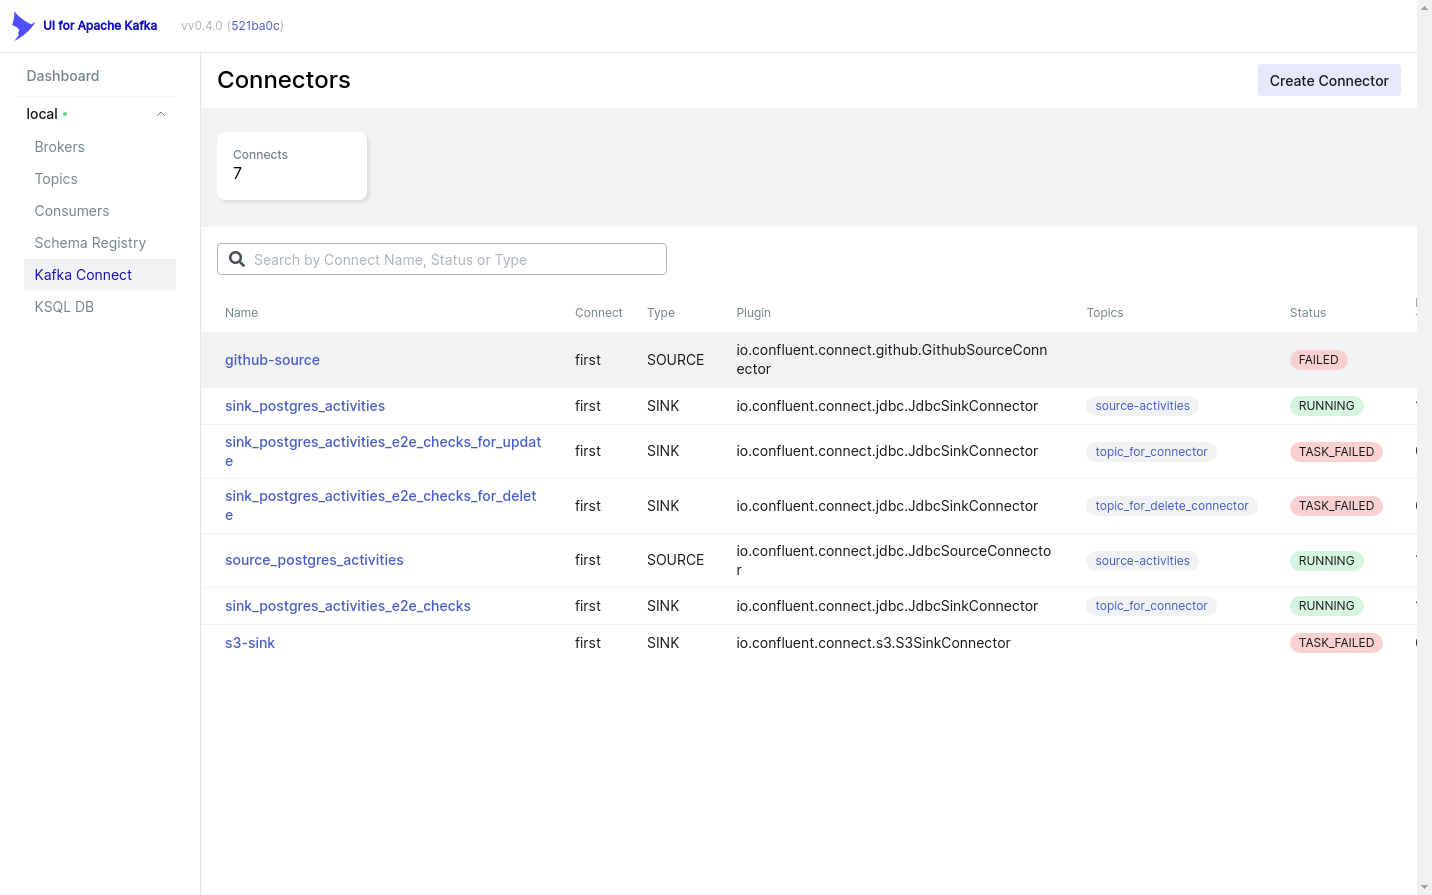 UI for Apache Kafka
vv0.4.0 (521ba0c)
Dashboard
local
Brokers
Topics
Consumers
Schema Registry
Kafka Connect
KSQL DB
Connectors
Create Connector
Connects
7
Search by Connect Name, Status or Type
Name Connect Type Plugin Topics Status
github-source first SOURCE io.confluent.connect.github.GithubSourceConn
ector FAILED
sink_postgres_activities first SINK io.confluent.connect.jdbc.JdbcSinkConnector source-activities RUNNING
sink_postgres_activities_e2e_checks_for_updat
e first SINK io.confluent.connect.jdbc.JdbcSinkConnector topic_for_connector TASK_FAILED
sink_postgres_activities_e2e_checks_for_delet
e first SINK io.confluent.connect.jdbc.JdbcSinkConnector topic_for_delete_connector TASK_FAILED
source_postgres_activities first SOURCE io.confluent.connect.jdbc.JdbcSourceConnecto
r source-activities RUNNING
sink_postgres_activities_e2e_checks first SINK io.confluent.connect.jdbc.JdbcSinkConnector topic_for_connector RUNNING
s3-sink first SINK io.confluent.connect.s3.S3SinkConnector TASK_FAILED